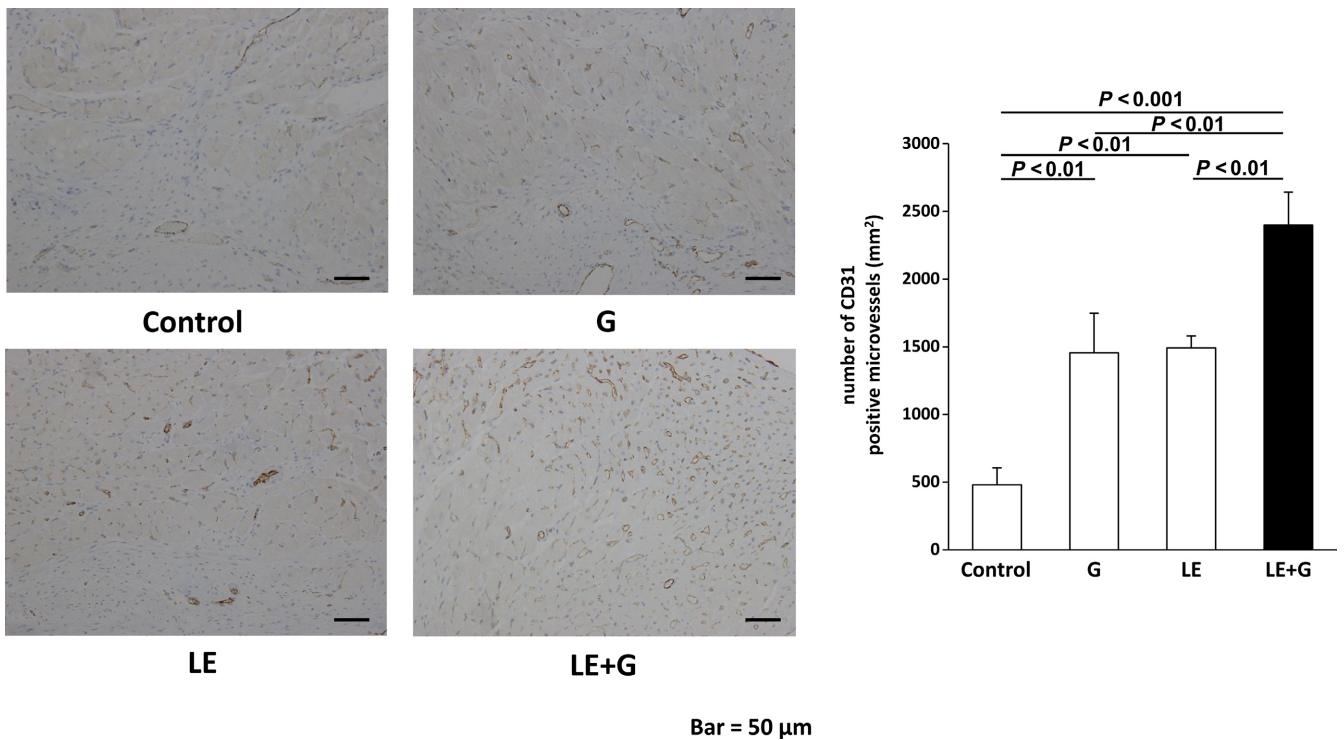 Control
G
LE
LE+G
Bar = 50 μm
P < 0.001
P < 0.01
P < 0.01
P < 0.01
P < 0.01
number of CD31
positive microvessels (mm²)
3000
2500
2000
1500
1000
500
0
Control
G
LE
LE+G